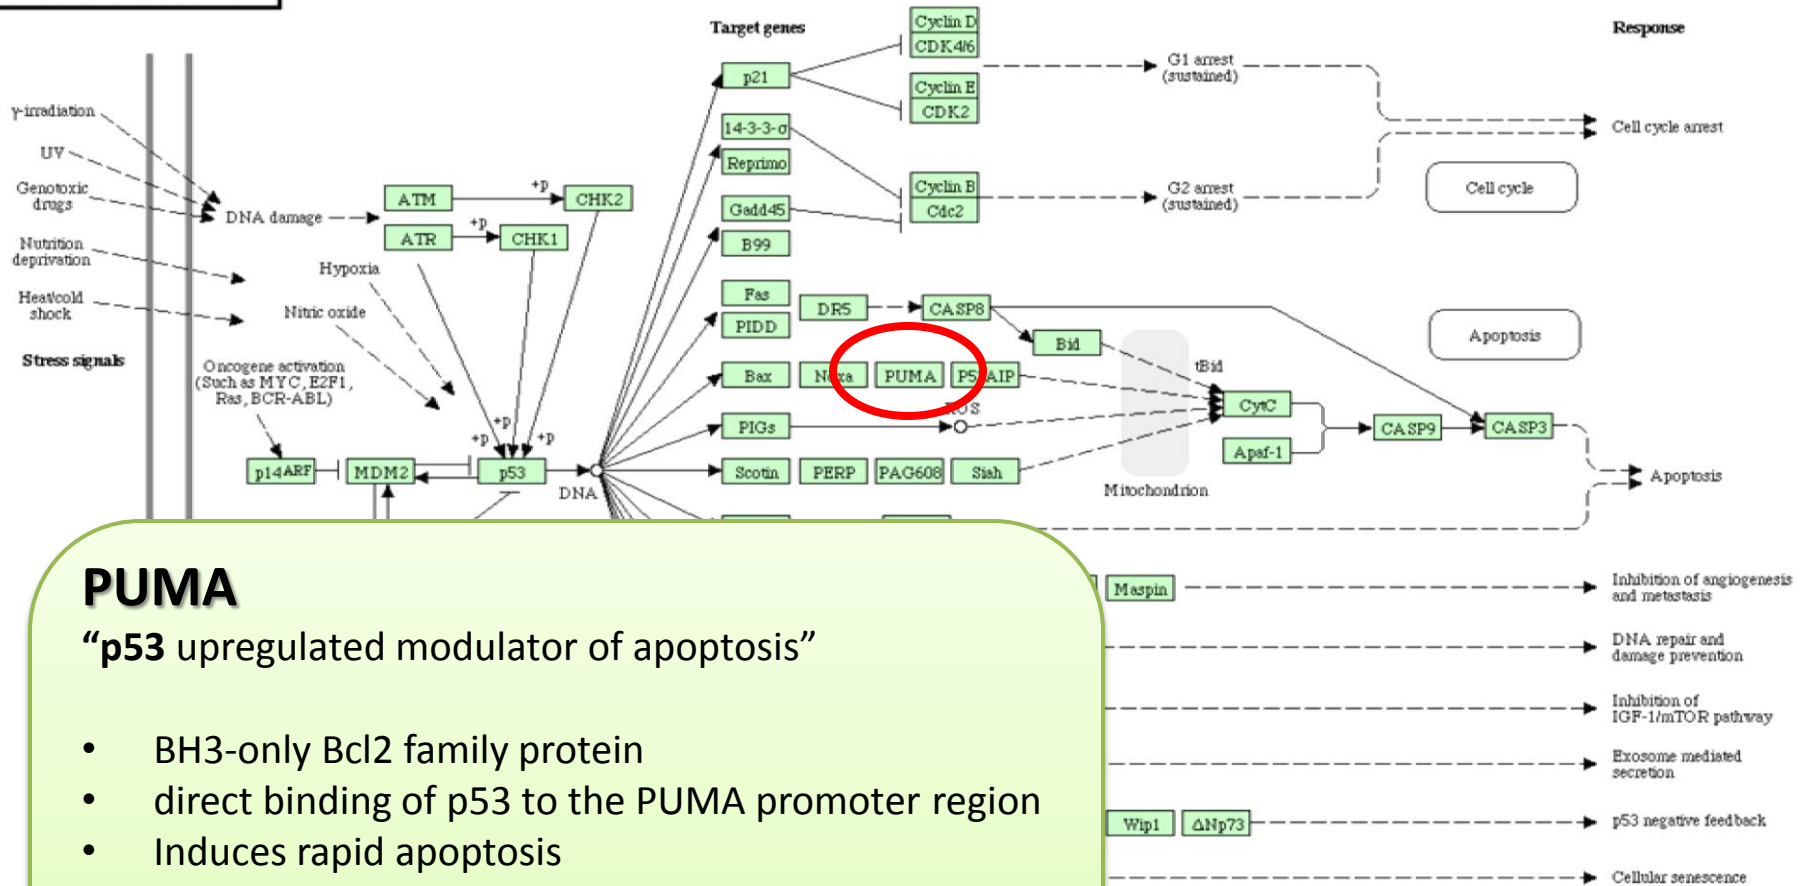 Target genes
Response
Cyclin D
CDK4/6
p21
G1 arrest
(sustained)
Cyclin E
CDK2
γ-irradiation
14-3-3-σ
Cell cycle arrest
UV
Reprimo
Genotoxic
drugs
ATM
+p
CHK2
Cyclin B
Cdc2
G2 arrest
(sustained)
Cell cycle
DNA damage
Gadd45
ATR
+p
CHK1
B99
Nutrition
deprivation
Hypoxia
Heat/cold
shock
Nitric oxide
Fas
DR5
CASP8
PIDD
Apoptosis
Bid
Stress signals
Oncogene activation
(Such as MYC, E2F1,
Ras, BCR-ABL)
tBid
Bax
Noxa
PUMA
CytC
PIGs
ROS
+p
+p
+p
CASP9
CASP3
Apaf-1
p14ARF
MDM2
p53
DNA
Scotin
PERP
PAG608
Siah
Mitochondrion
Apoptosis
PUMA
“p53 upregulated modulator of apoptosis”
• BH3-only Bcl2 family protein
• direct binding of p53 to the PUMA promoter region
• Induces rapid apoptosis
Maspin
Inhibition of angiogenesis
and metastasis
DNA repair and
damage prevention
Inhibition of
IGF-1/mTOR pathway
Exosome mediated
secretion
Wip1
ΔNp73
p53 negative feedback
Cellular senescence